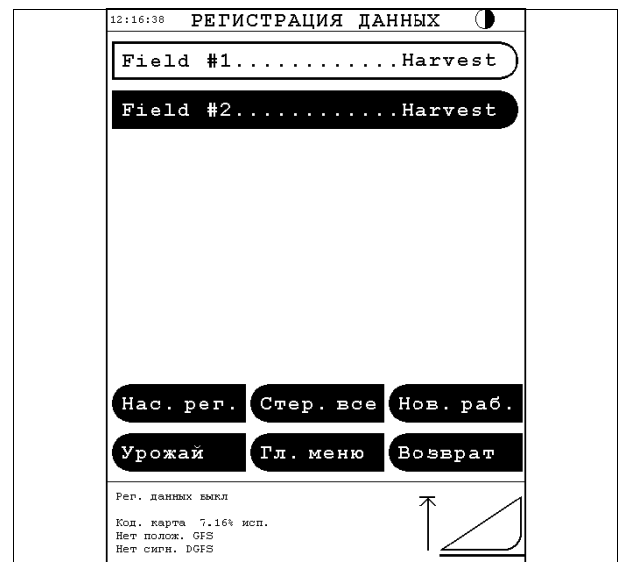 12:16:38 РЕГИСТРАЦИЯ ДАННЫХ
Field #1............Harvest
Field #2............Harvest
Нас. рег. Стер. все Нов. раб.
Урожай Гл. меню Возврат
Рег. данных выкл
Код. карта 7.16% исп.
Нет полож. GPS
Нет сигн. DGPS